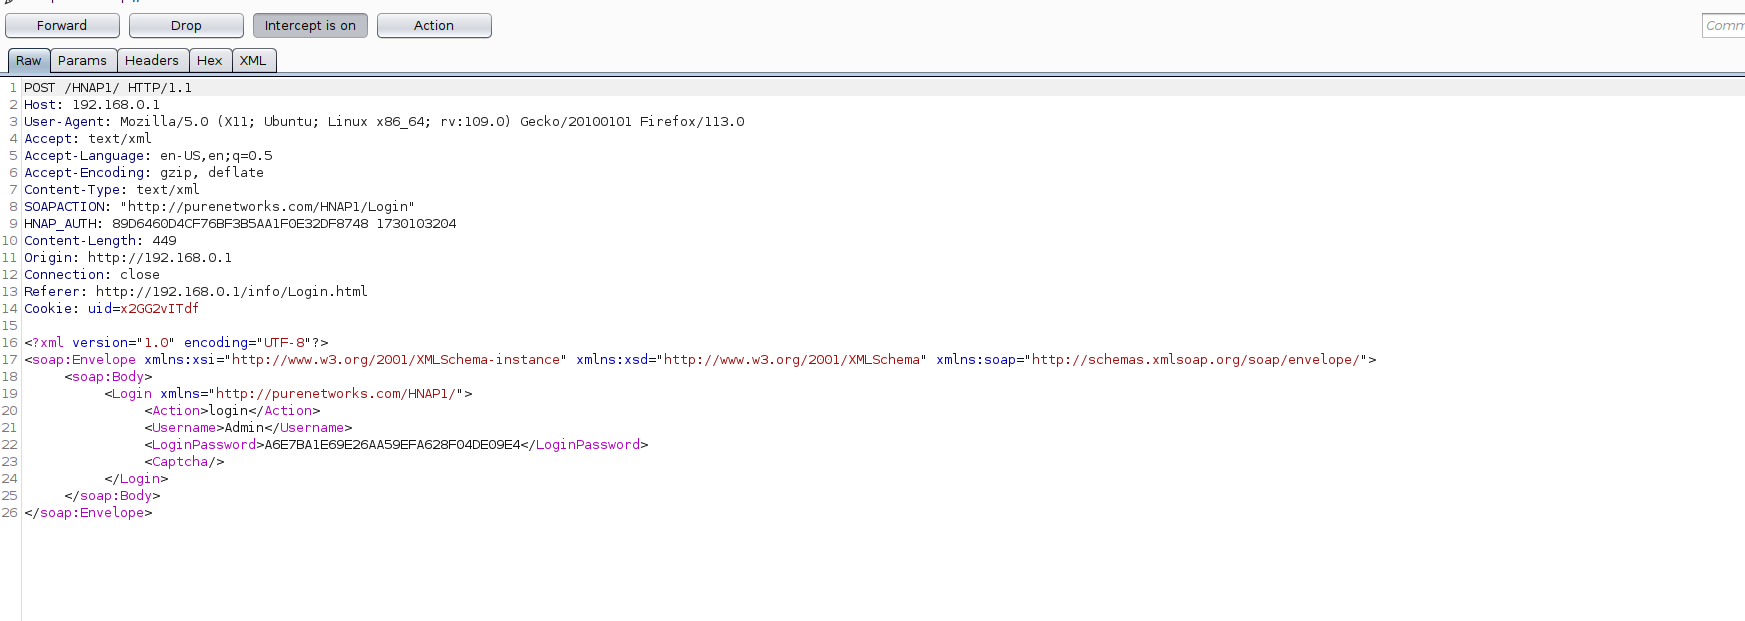 Forward Drop Intercept is on Action Comm
Raw Params Headers Hex XML
1 POST /HNAP1/ HTTP/1.1
2 Host: 192.168.0.1
3 User-Agent: Mozilla/5.0 (X11; Ubuntu; Linux x86_64; rv:109.0) Gecko/20100101 Firefox/113.0
4 Accept: text/xml
5 Accept-Language: en-US,en;q=0.5
6 Accept-Encoding: gzip, deflate
7 Content-Type: text/xml
8 SOAPACTION: "http://purenetworks.com/HNAP1/Login"
9 HNAP_AUTH: 89D6460D4CF76BF3B5AA1F0E32DF8748 1730103204
10 Content-Length: 449
11 Origin: http://192.168.0.1
12 Connection: close
13 Referer: http://192.168.0.1/info/Login.html
14 Cookie: uid=x2GG2vITdf
15
16 <?xml version="1.0" encoding="UTF-8"?>
17 <soap:Envelope xmlns:xsi="http://www.w3.org/2001/XMLSchema-instance" xmlns:xsd="http://www.w3.org/2001/XMLSchema" xmlns:soap="http://schemas.xmlsoap.org/soap/envelope/">
18 <soap:Body>
19 <Login xmlns="http://purenetworks.com/HNAP1/">
20 <Action>login</Action>
21 <Username>Admin</Username>
22 <LoginPassword>A6E7BA1E69E26AA59EFA628F04DE09E4</LoginPassword>
23 <Captcha/>
24 </Login>
25 </soap:Body>
26 </soap:Envelope>